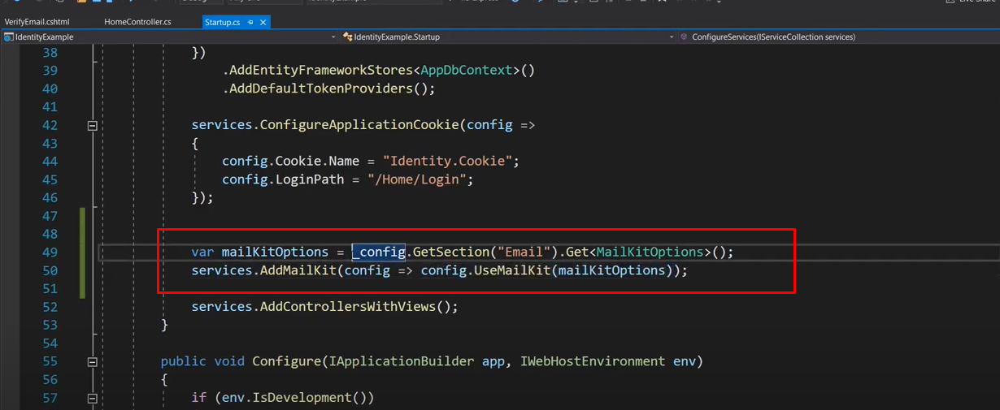 VerifyEmail.cshtml HomeController.cs Startup.cs
IdentityExample IdentityExample.Startup ConfigureServices(IServiceCollection services)
38 })
39 .AddEntityFrameworkStores<AppDbContext>()
40 .AddDefaultTokenProviders();
41
42 services.ConfigureApplicationCookie(config =>
43 {
44 config.Cookie.Name = "Identity.Cookie";
45 config.LoginPath = "/Home/Login";
46 });
47
48
49 var mailKitOptions = _config.GetSection("Email").Get<MailKitOptions>();
50 services.AddMailKit(config => config.UseMailKit(mailKitOptions));
51
52 services.AddControllersWithViews();
53 }
54
55 public void Configure(IApplicationBuilder app, IWebHostEnvironment env)
56 {
57 if (env.IsDevelopment())